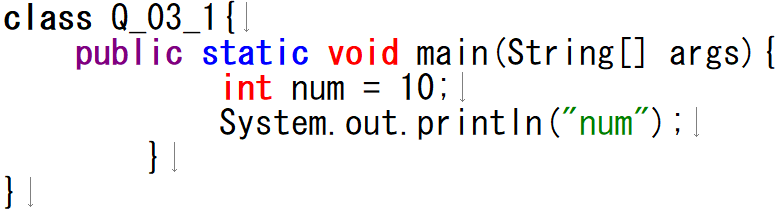 class Q_03_1{↓
    public static void main(String[] args){
            int num = 10;↓
            System.out.println("num");↓
        }↓
}↓